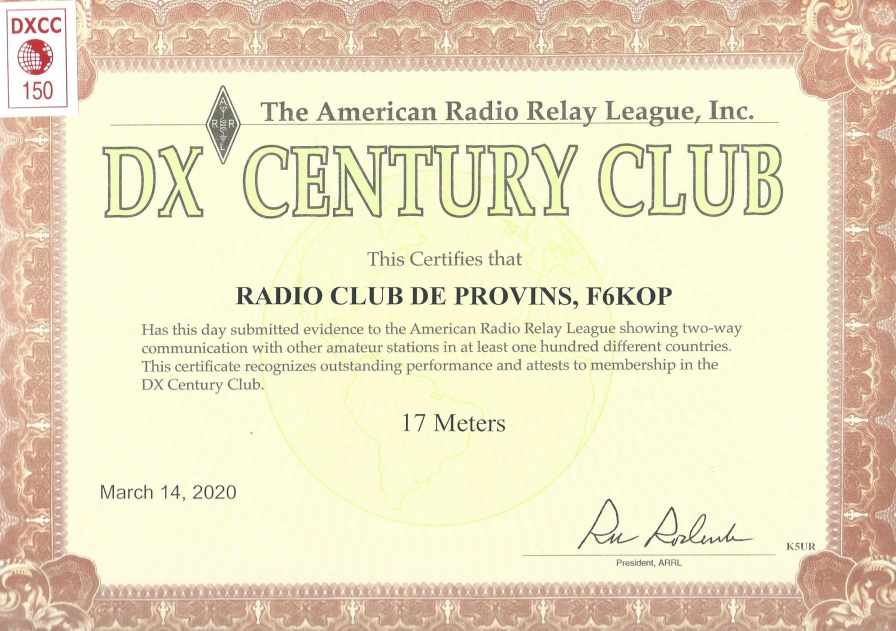 DXCC
150
The American Radio Relay League, Inc.
ARRL
DX CENTURY CLUB
This Certifies that
RADIO CLUB DE PROVINS, F6KOP
Has this day submitted evidence to the American Radio Relay League showing two-way
communication with other amateur stations in at least one hundred different countries.
This certificate recognizes outstanding performance and attests to membership in the
DX Century Club.
17 Meters
March 14, 2020
K5UR
President, ARRL